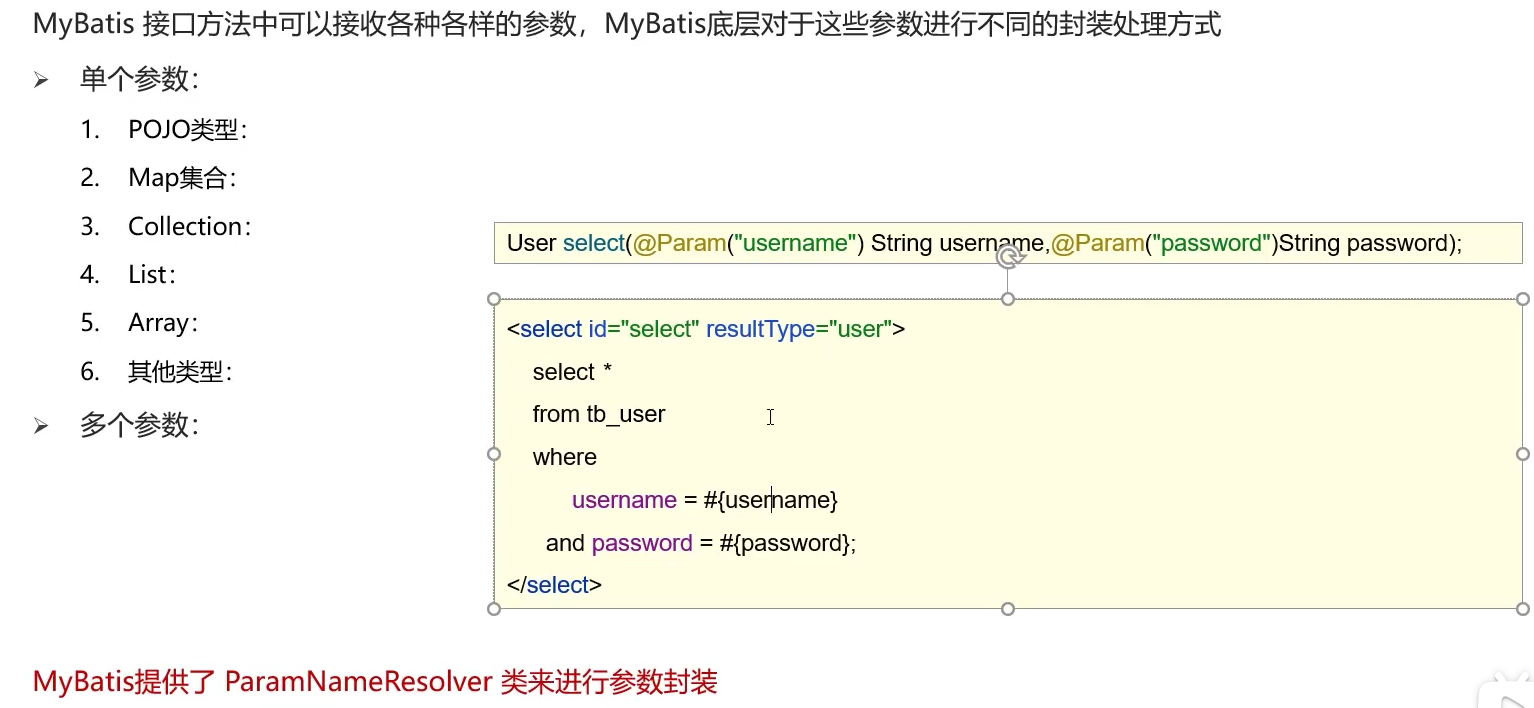 MyBatis 接口方法中可以接收各种各样的参数，MyBatis底层对于这些参数进行不同的封装处理方式
➢ 单个参数：
1. POJO类型：
2. Map集合：
3. Collection：
4. List：
5. Array：
6. 其他类型：
➢ 多个参数：
User select(@Param("username") String username,@Param("password")String password);
<select id="select" resultType="user">
select *
from tb_user
where
username = #{username}
and password = #{password};
</select>
MyBatis提供了 ParamNameResolver 类来进行参数封装